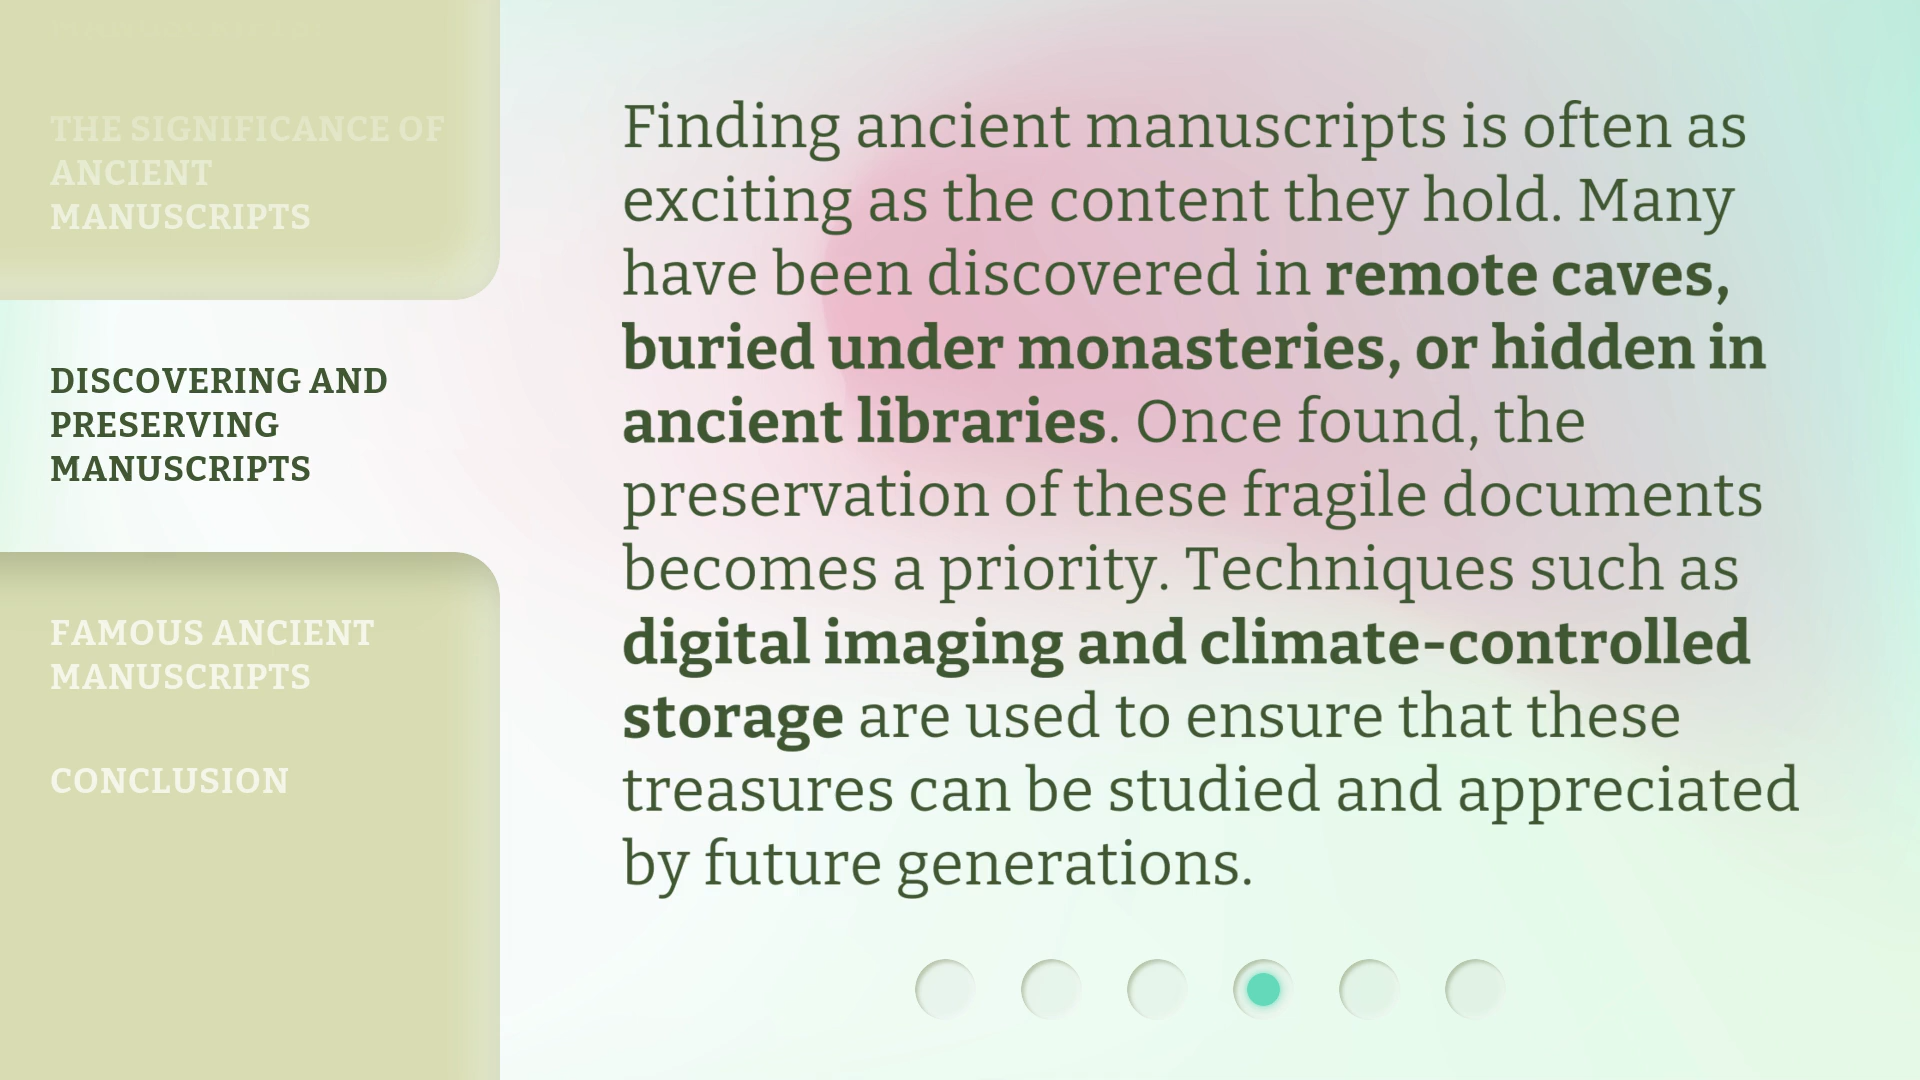 THE SIGNIFICANCE OF
ANCIENT
MANUSCRIPTS
DISCOVERING AND
PRESERVING
MANUSCRIPTS
FAMOUS ANCIENT
MANUSCRIPTS
CONCLUSION
Finding ancient manuscripts is often as
exciting as the content they hold. Many
have been discovered in remote caves,
buried under monasteries, or hidden in
ancient libraries. Once found, the
preservation of these fragile documents
becomes a priority. Techniques such as
digital imaging and climate-controlled
storage are used to ensure that these
treasures can be studied and appreciated
by future generations.